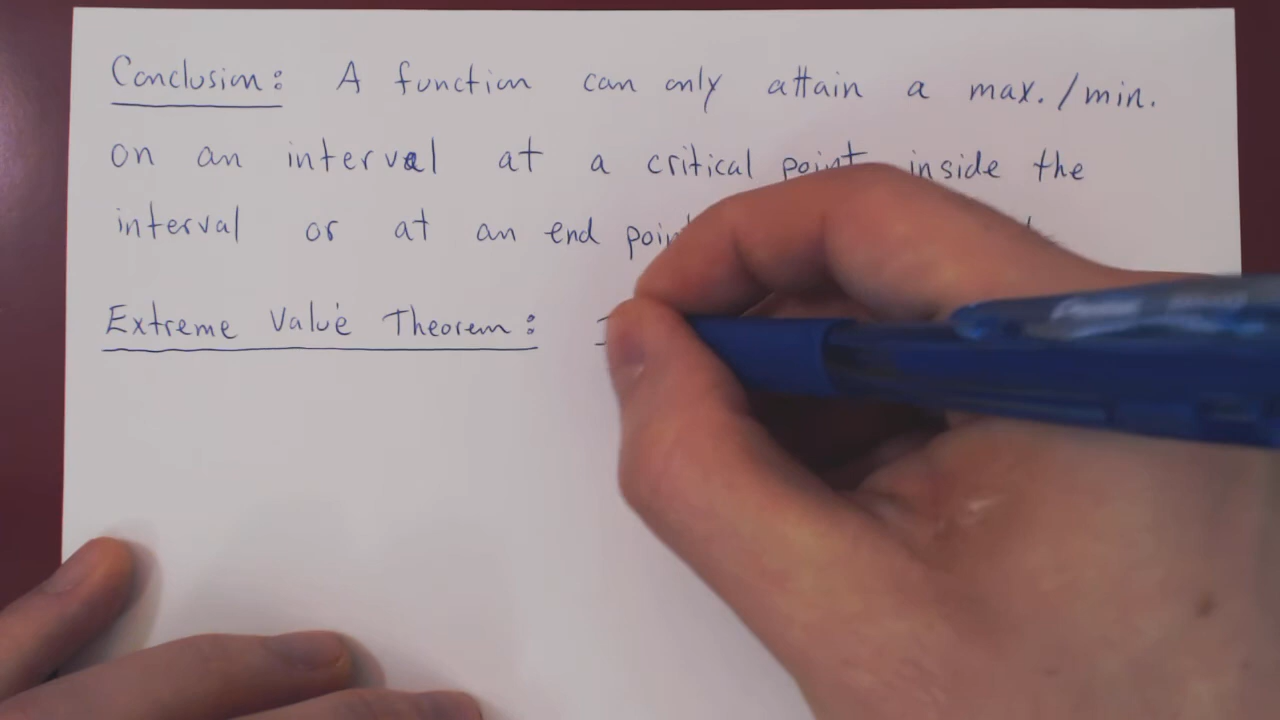 Conclusion: A function can only attain a max./min.
on an interval at a critical point inside the
interval or at an end
Extreme Value Theorem: